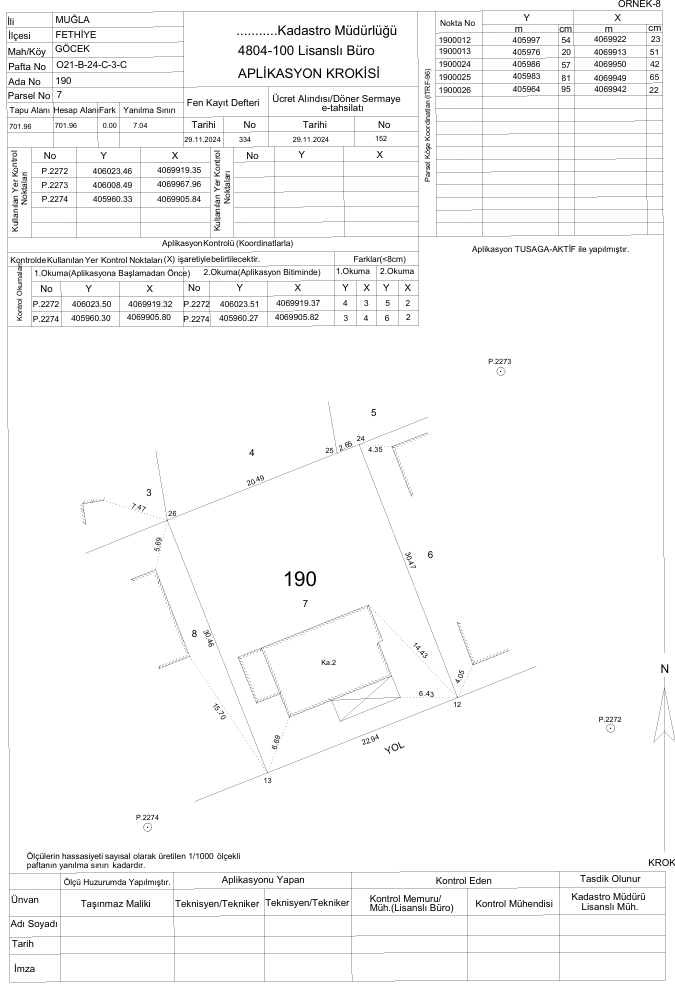 ÖRNEK-8
İli MUĞLA
İlçesi FETHİYE
Mah/Köy GÖCEK
Pafta No O21-B-24-C-3-C
Ada No 190
Parsel No 7
..........Kadastro Müdürlüğü
4804-100 Lisanslı Büro
APLİKASYON KROKİSİ
Tapu Alanı Hesap Alanı Fark Yanılma Sınırı
701.96 701.96 0.00 7.04
Fen Kayıt Defteri
Ücret Alındısı/Döner Sermaye
e-tahsilatı
Tarihi No Tarihi No
29.11.2024 334 29.11.2024 152
Parsel Köşe Koordinatları (ITRF-96)
Nokta No Y X
m cm m cm
1900012 405997 54 4069922 23
1900013 405976 20 4069913 51
1900024 405986 57 4069950 42
1900025 405983 81 4069949 65
1900026 405964 95 4069942 22
Kullanılan Yer Kontrol
Noktaları
No Y X
P.2272 406023.46 4069919.35
P.2273 406008.49 4069967.96
P.2274 405960.33 4069905.84
Kullanılan Yer Kontrol
Noktaları
No Y X
Aplikasyon Kontrolü (Koordinatlarla)
Kontrolde Kullanılan Yer Kontrol Noktaları (X) işaretiyle belirtilecektir.
Farklar(<8cm)
Kontrol Okumaları
1.Okuma(Aplikasyona Başlamadan Önce) 2.Okuma(Aplikasyon Bitiminde) 1.Okuma 2.Okuma
No Y X No Y X Y X Y X
P.2272 406023.50 4069919.32 P.2272 406023.51 4069919.37 4 3 5 2
P.2274 405960.30 4069905.80 P.2274 405960.27 4069905.82 3 4 6 2
Aplikasyon TUSAGA-AKTİF ile yapılmıştır.
P.2273
5
4
25
2.86
24
4.35
20.49
3
7.47
26
6.69
30.47
6
190
7
8
30.46
Ka.2
14.43
15.70
6.43
4.05
12
6.69
22.94
YOL
13
N
P.2272
P.2274
Ölçülerin hassasiyeti sayısal olarak üretilen 1/1000 ölçekli
paftanın yanılma sınırı kadardır.
KROK
Ölçü Huzurumda Yapılmıştır. Aplikasyonu Yapan Kontrol Eden Tasdik Olunur
Ünvan Taşınmaz Maliki Teknisyen/Tekniker Teknisyen/Tekniker Kontrol Memuru/
Müh.(Lisanslı Büro) Kontrol Mühendisi Kadastro Müdürü
Lisanslı Müh.
Adı Soyadı
Tarih
İmza